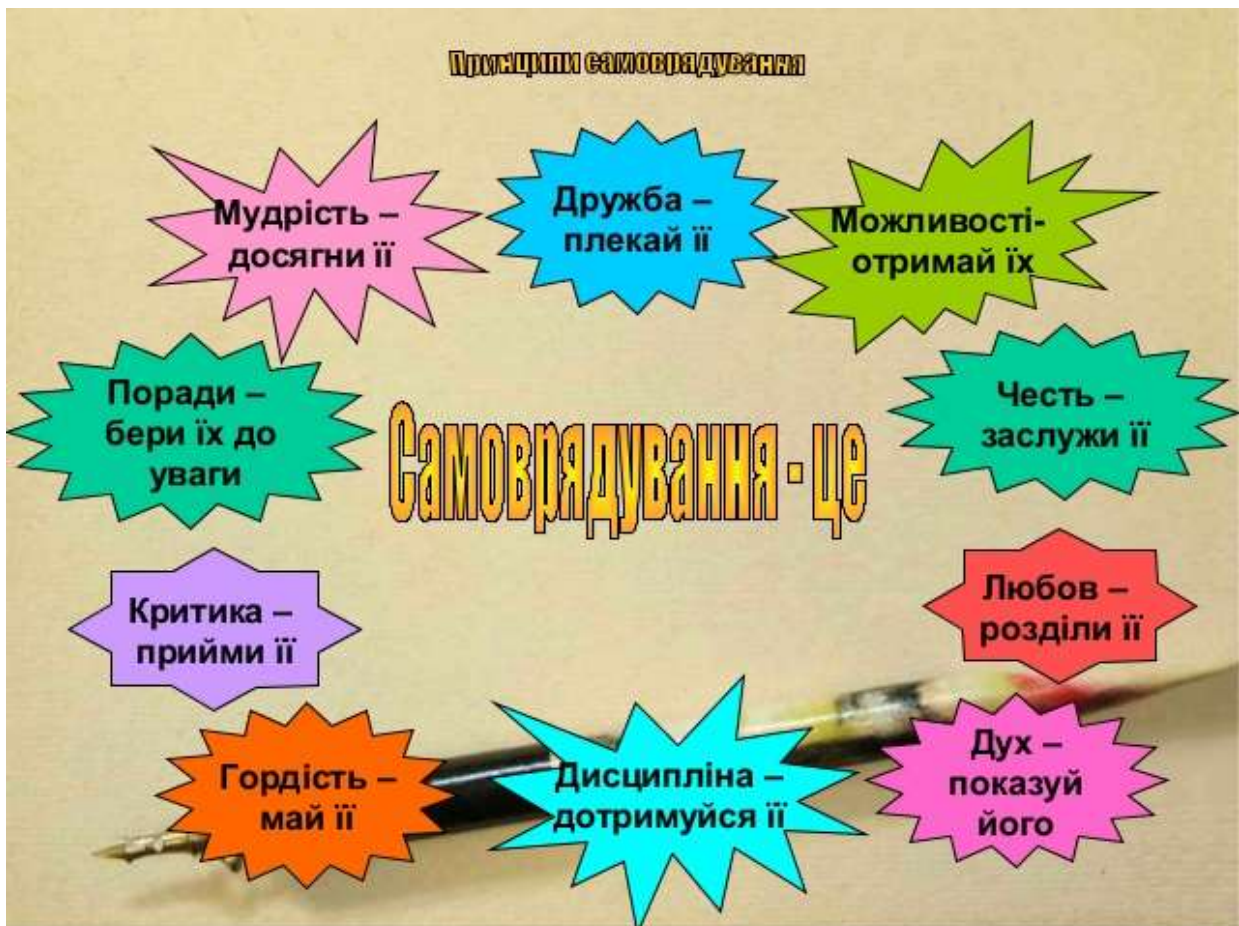 Принципи самоврядування
Мудрість –
досягни її
Дружба –
плекай її
Можливості-
отримай їх
Поради –
бери їх до
уваги
Самоврядування - це
Честь –
заслужи її
Критика –
прийми її
Любов –
розділи її
Гордість –
май її
Дисципліна –
дотримуйся її
Дух –
показуй
його